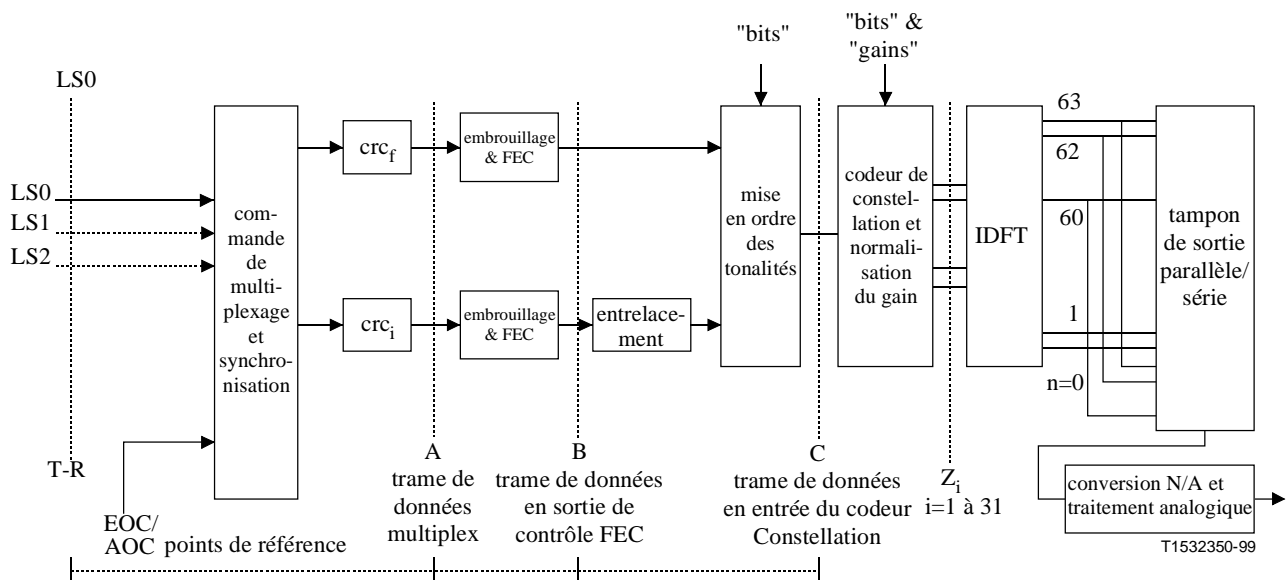 LS0
LS0
LS1
LS2
T-R
EOC/
AOC
points de référence
com-
mande
de
multi-
plexage
et
synchro-
nisation
crcf
crci
A
trame de
données
multiplex
embrouillage
& FEC
embrouillage
& FEC
B
trame de données
en sortie de
contrôle FEC
entrelace-
ment
"bits"
mise
en ordre
des
tonalités
C
trame de données
en entrée du codeur
Constellation
"bits" &
"gains"
codeur de
constel-
lation et
normali-
sation
du gain
Zi
i=1 à 31
IDFT
63
62
60
1
n=0
tampon
de sortie
parallèle/
série
conversion N/A et
traitement analogique
T1532350-99